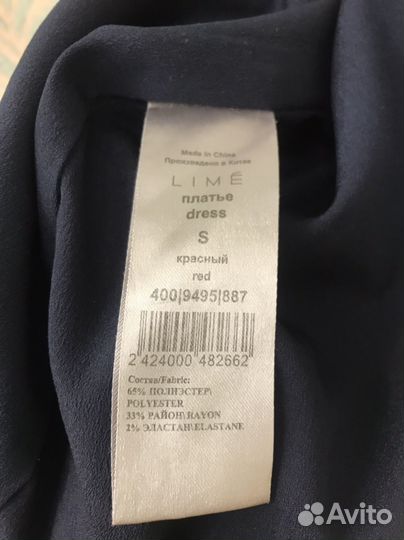 Made in China
Произведено в Китае
LIMÉ
платье
dress
S
красный
red
400|9495|887
2 424000 482662
Состав/Fabric:
65% ПОЛИЭСТЕР\
POLYESTER
33% РАЙОН\RAYON
2% ЭЛАСТАН\ELASTANE
Avito